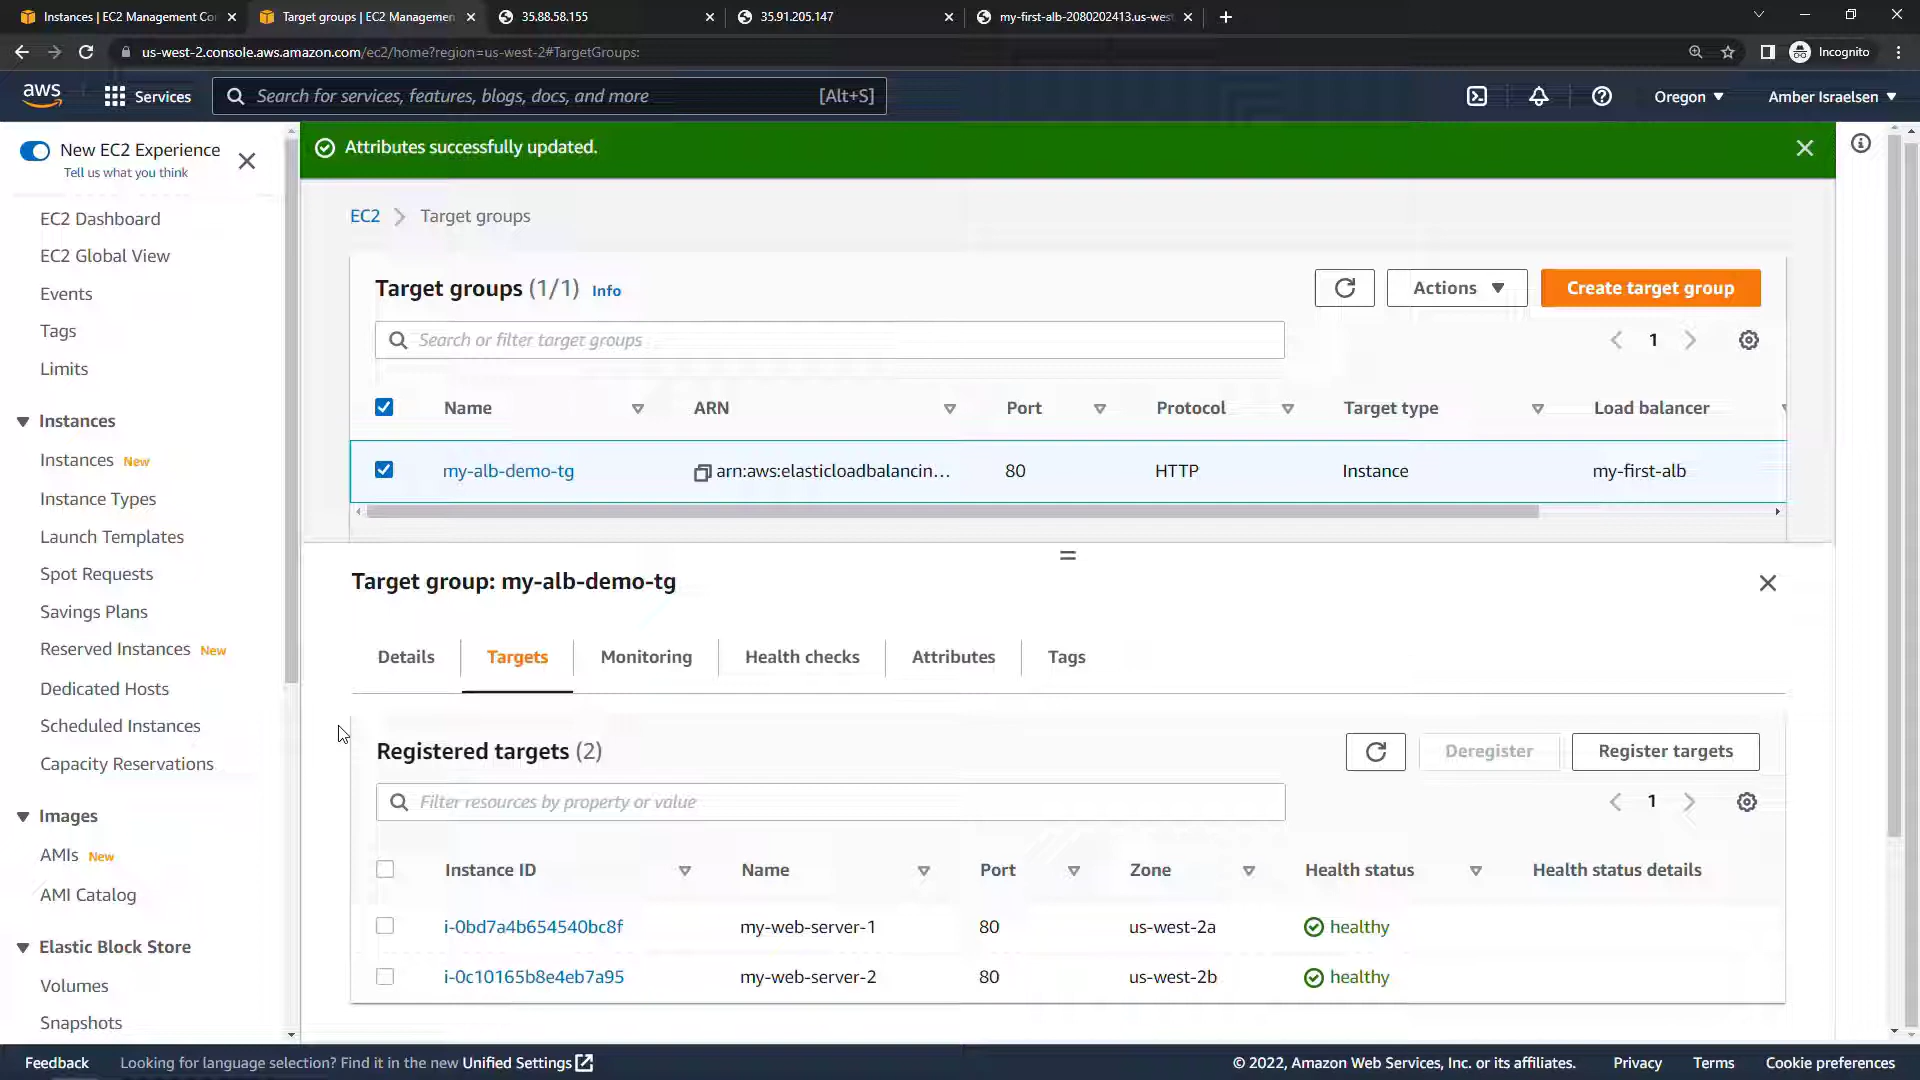 Instances | EC2 Management Co
Target groups | EC2 Managemen
35.88.58.155
35.91.205.147
my-first-alb-2080202413.us-wes
us-west-2.console.aws.amazon.com/ec2/home?region=us-west-2#TargetGroups:
Incognito
aws
Services
Search for services, features, blogs, docs, and more
[Alt+S]
Oregon
Amber Israelsen
New EC2 Experience
Tell us what you think
EC2 Dashboard
EC2 Global View
Events
Tags
Limits
Instances
Instances New
Instance Types
Launch Templates
Spot Requests
Savings Plans
Reserved Instances New
Dedicated Hosts
Scheduled Instances
Capacity Reservations
Images
AMIs New
AMI Catalog
Elastic Block Store
Volumes
Snapshots
Attributes successfully updated.
EC2 > Target groups
Target groups (1/1) Info
Actions
Create target group
Search or filter target groups
1
Name ARN Port Protocol Target type Load balancer
my-alb-demo-tg arn:aws:elasticloadbalancin... 80 HTTP Instance my-first-alb
Target group: my-alb-demo-tg
Details Targets Monitoring Health checks Attributes Tags
Registered targets (2)
Deregister
Register targets
Filter resources by property or value
1
Instance ID Name Port Zone Health status Health status details
i-0bd7a4b654540bc8f my-web-server-1 80 us-west-2a healthy
i-0c10165b8e4eb7a95 my-web-server-2 80 us-west-2b healthy
Feedback
Looking for language selection? Find it in the new Unified Settings
© 2022, Amazon Web Services, Inc. or its affiliates.
Privacy
Terms
Cookie preferences